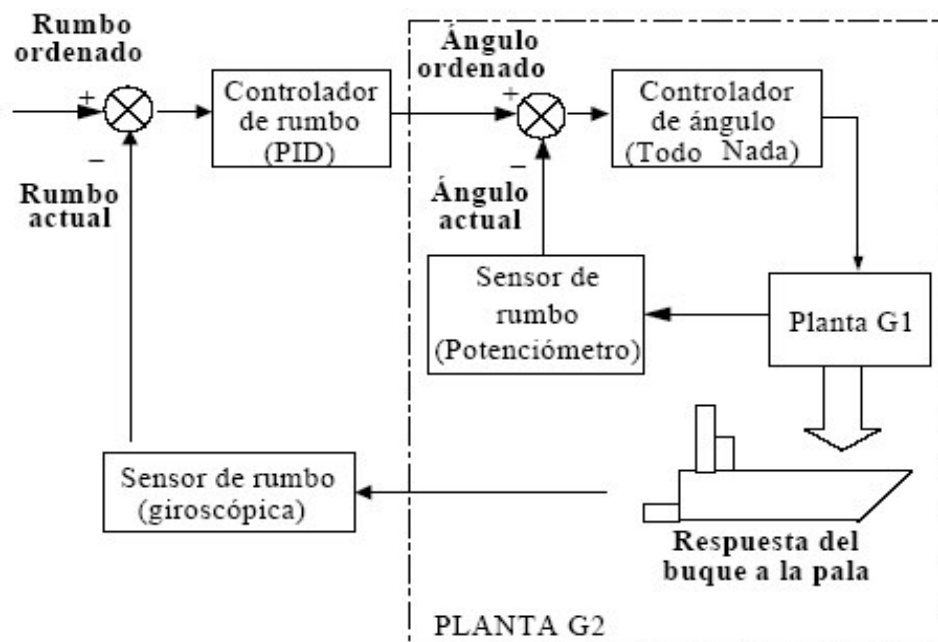 Rumbo
ordenado
+
−
Rumbo
actual
Controlador
de rumbo
(PID)
Ángulo
ordenado
+
−
Ángulo
actual
Controlador
de ángulo
(Todo Nada)
Sensor de
rumbo
(Potenciómetro)
Planta G1
Sensor de rumbo
(giroscópica)
Respuesta del
buque a la pala
PLANTA G2